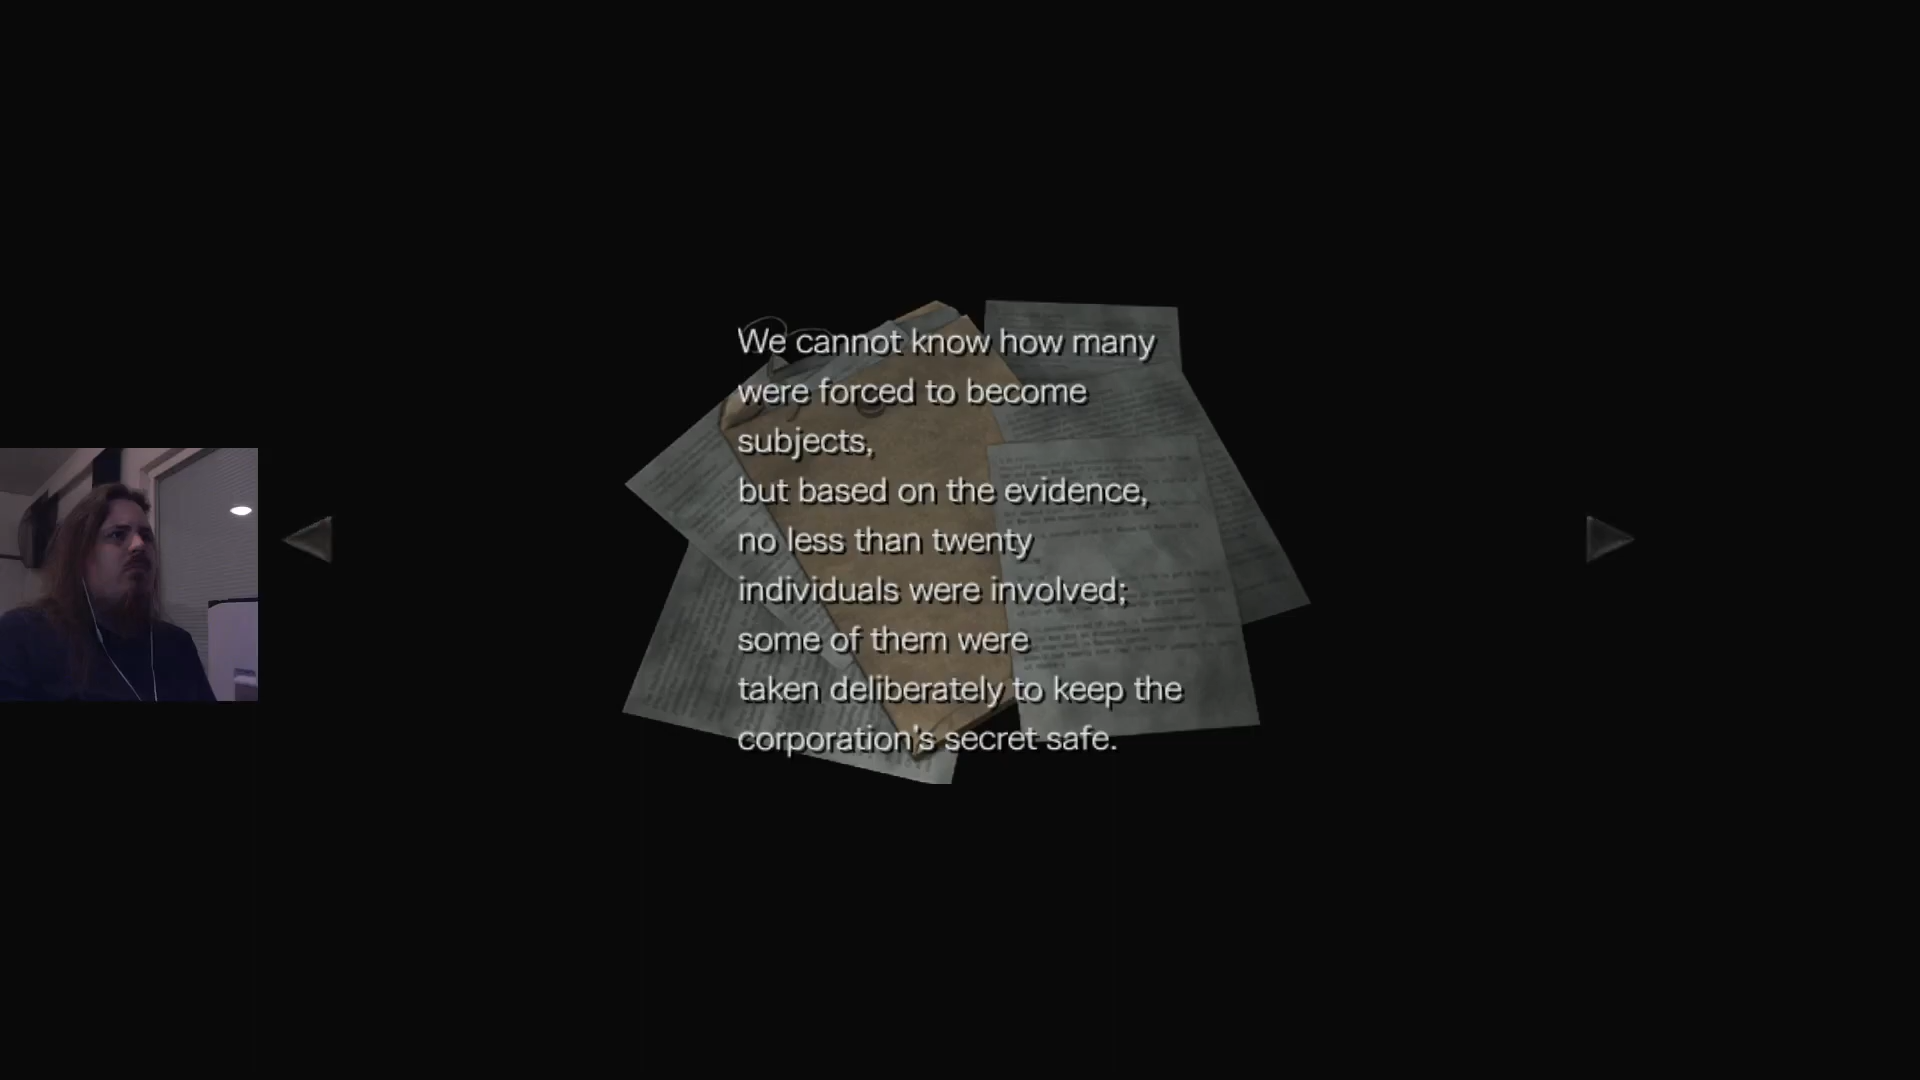 We cannot know how many
were forced to become
subjects,
but based on the evidence,
no less than twenty
individuals were involved;
some of them were
taken deliberately to keep the
corporation's secret safe.